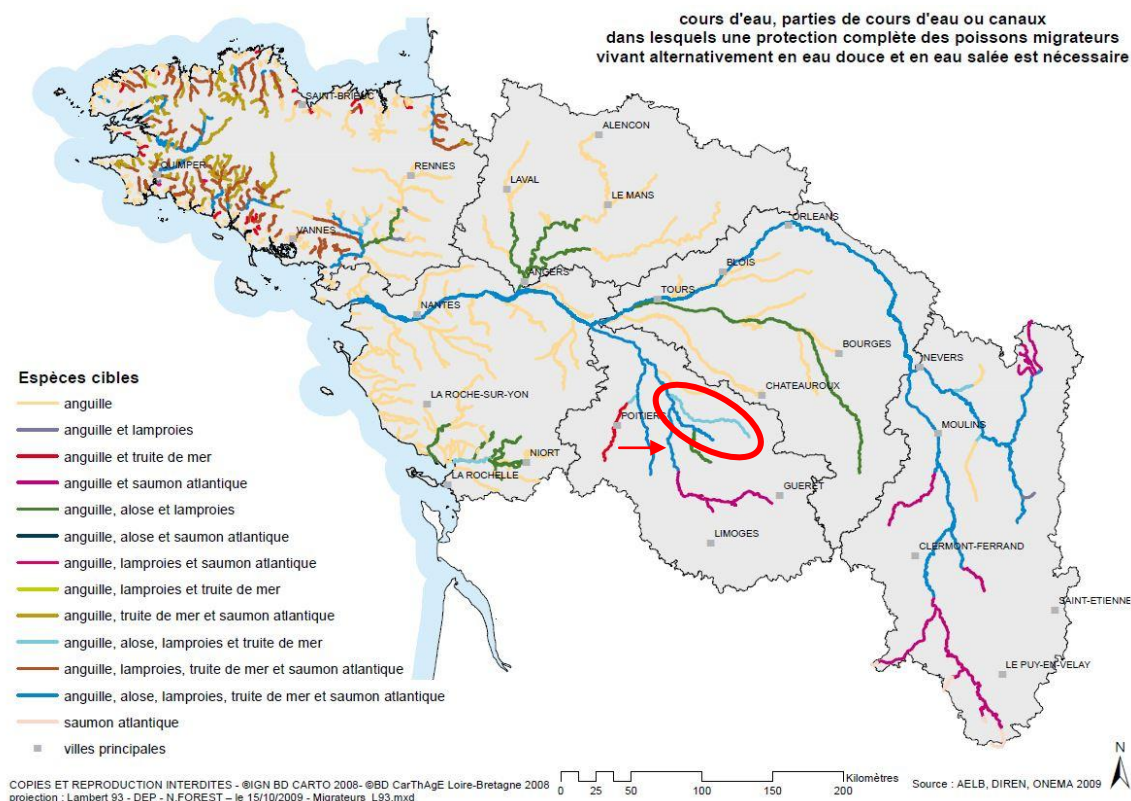 cours d'eau, parties de cours d'eau ou canaux
dans lesquels une protection complète des poissons migrateurs
vivant alternativement en eau douce et en eau salée est nécessaire
SAINT-BRIEUC
ALENCON
QUIMPER
RENNES
LAVAL
LE MANS
VANNES
ORLEANS
ANGERS
BLOIS
NANTES
TOURS
BOURGES
NEVERS
LA ROCHE-SUR-YON
CHATEAUROUX
POITIERS
MOULINS
NIORT
LA ROCHELLE
GUERET
LIMOGES
CLERMONT-FERRAND
SAINT-ETIENNE
LE PUY-EN-VELAY
Espèces cibles
anguille
anguille et lamproies
anguille et truite de mer
anguille et saumon atlantique
anguille, alose et lamproies
anguille, alose et saumon atlantique
anguille, lamproies et saumon atlantique
anguille, lamproies et truite de mer
anguille, truite de mer et saumon atlantique
anguille, alose, lamproies et truite de mer
anguille, lamproies, truite de mer et saumon atlantique
anguille, alose, lamproies, truite de mer et saumon atlantique
saumon atlantique
villes principales
N
Kilomètres
0 25 50 100 150 200
Source : AELB, DIREN, ONEMA 2009
COPIES ET REPRODUCTION INTERDITES - ®IGN BD CARTO 2008- ©BD CarThAgE Loire-Bretagne 2008
projection : Lambert 93 - DEP - N.FOREST – le 15/10/2009 - Migrateurs_L93.mxd